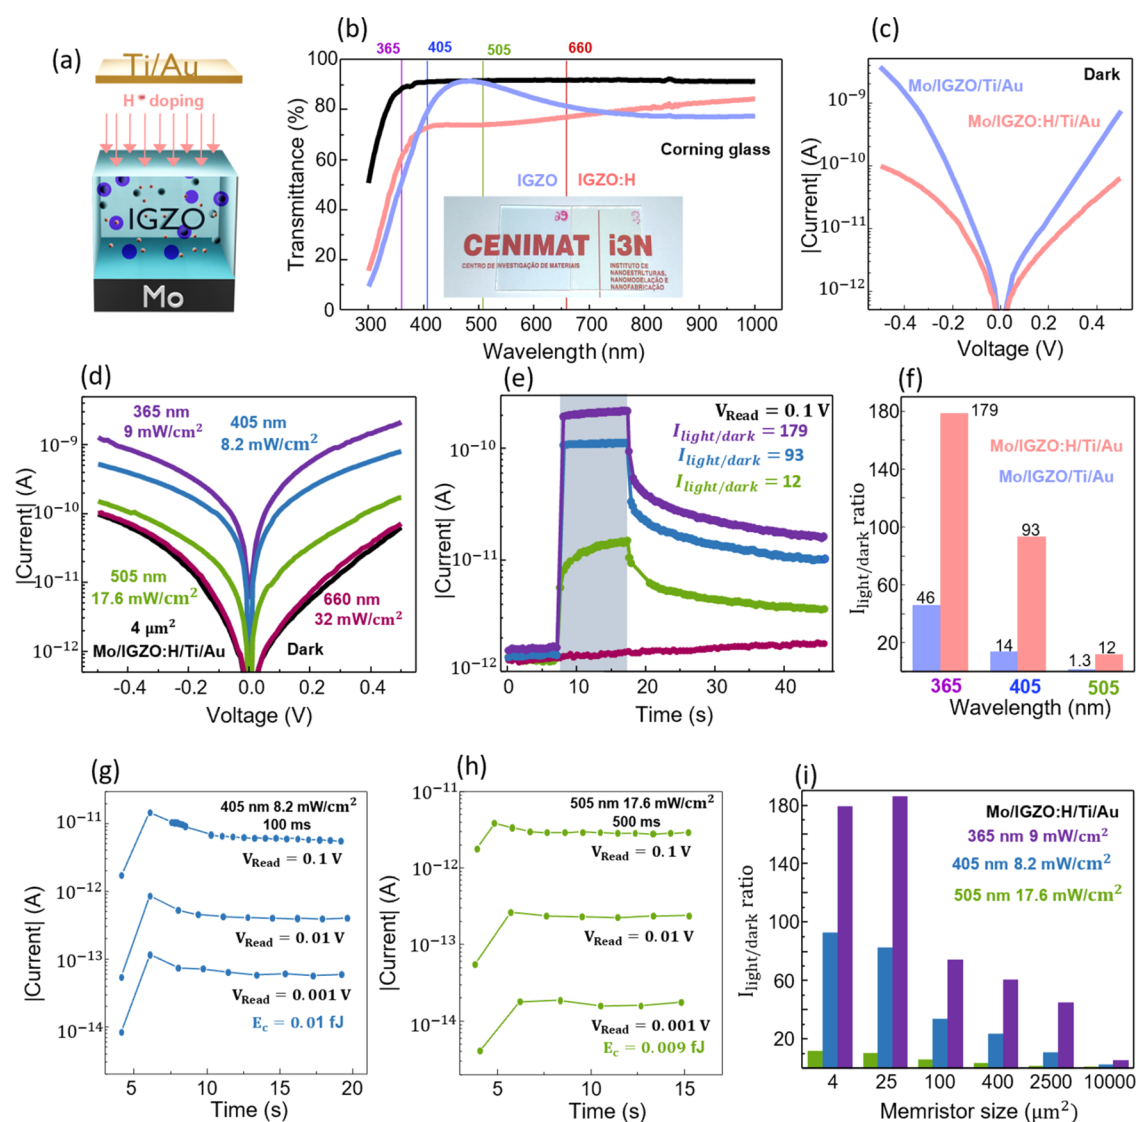 (a)
Ti/Au
H⁺ doping
IGZO
Mo
(b)
365
405
505
660
Transmittance (%)
100
80
60
40
20
0
Corning glass
IGZO
IGZO:H
CENIMAT
i3N
CENTRO DE INVESTIGAÇÃO DE MATERIAIS
INSTITUTO DE
NANOESTRUTURAS,
NANOMODELAÇÃO E
NANOFABRICAÇÃO
300 400 500 600 700 800 900 1000
Wavelength (nm)
(c)
Dark
Mo/IGZO/Ti/Au
Mo/IGZO:H/Ti/Au
|Current| (A)
10⁻⁹
10⁻¹⁰
10⁻¹¹
10⁻¹²
-0.4 -0.2 0.0 0.2 0.4
Voltage (V)
(d)
365 nm
9 mW/cm²
405 nm
8.2 mW/cm²
505 nm
17.6 mW/cm²
660 nm
32 mW/cm²
4 μm²
Mo/IGZO:H/Ti/Au
Dark
|Current| (A)
10⁻⁹
10⁻¹⁰
10⁻¹¹
10⁻¹²
-0.4 -0.2 0.0 0.2 0.4
Voltage (V)
(e)
V_Read = 0.1 V
I_light/dark = 179
I_light/dark = 93
I_light/dark = 12
|Current| (A)
10⁻¹⁰
10⁻¹¹
10⁻¹²
0 10 20 30 40
Time (s)
(f)
I_light/dark ratio
180
140
100
60
20
179
Mo/IGZO:H/Ti/Au
Mo/IGZO/Ti/Au
93
46
14
1.3
12
365 405 505
Wavelength (nm)
(g)
405 nm 8.2 mW/cm²
100 ms
V_Read = 0.1 V
V_Read = 0.01 V
V_Read = 0.001 V
E_c = 0.01 fJ
|Current| (A)
10⁻¹¹
10⁻¹²
10⁻¹³
10⁻¹⁴
5 10 15 20
Time (s)
(h)
505 nm 17.6 mW/cm²
500 ms
V_Read = 0.1 V
V_Read = 0.01 V
V_Read = 0.001 V
E_c = 0.009 fJ
|Current| (A)
10⁻¹¹
10⁻¹²
10⁻¹³
10⁻¹⁴
5 10 15
Time (s)
(i)
Mo/IGZO:H/Ti/Au
365 nm 9 mW/cm²
405 nm 8.2 mW/cm²
505 nm 17.6 mW/cm²
I_light/dark ratio
180
140
100
60
20
4 25 100 400 2500 10000
Memristor size (μm²)